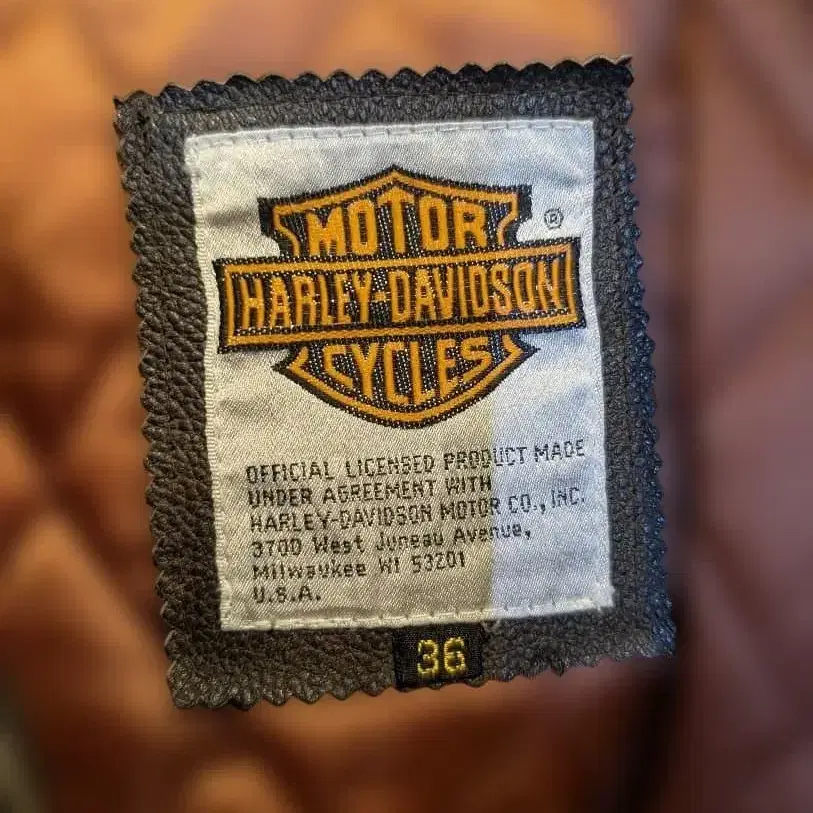 MOTOR
®
HARLEY-DAVIDSON
CYCLES
OFFICIAL LICENSED PRODUCT MADE
UNDER AGREEMENT WITH
HARLEY-DAVIDSON MOTOR CO., INC.
3700 West Juneau Avenue,
Milwaukee WI 53201
U.S.A.
36